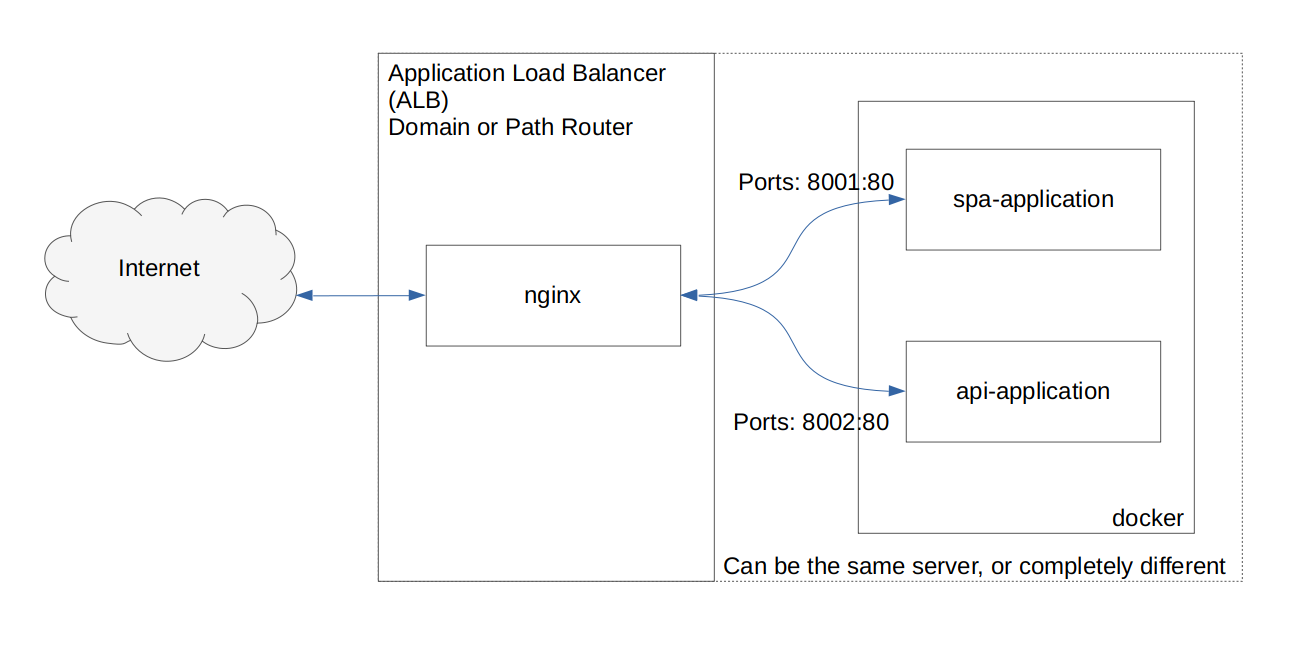 Application Load Balancer
(ALB)
Domain or Path Router
Internet
nginx
Ports: 8001:80
spa-application
Ports: 8002:80
api-application
docker
Can be the same server, or completely different